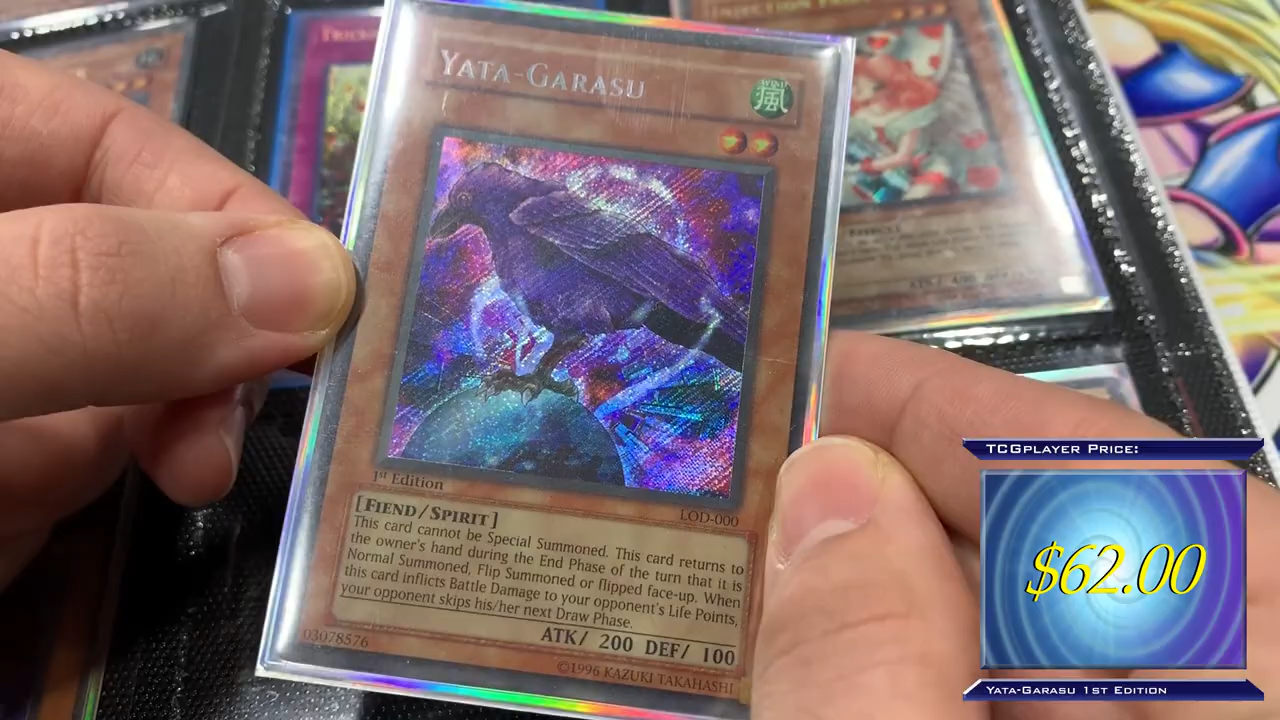 YATA-GARASU
WIND
風
1st Edition
LOD-000
[FIEND/SPIRIT]
This card cannot be Special Summoned. This card returns to
the owner's hand during the End Phase of the turn that it is
Normal Summoned, Flip Summoned or flipped face-up. When
this card inflicts Battle Damage to your opponent's Life Points,
your opponent skips his/her next Draw Phase.
ATK/ 200 DEF/ 100
03078576
©1996 KAZUKI TAKAHASHI
TCGPLAYER PRICE:
$62.00
YATA-GARASU 1ST EDITION